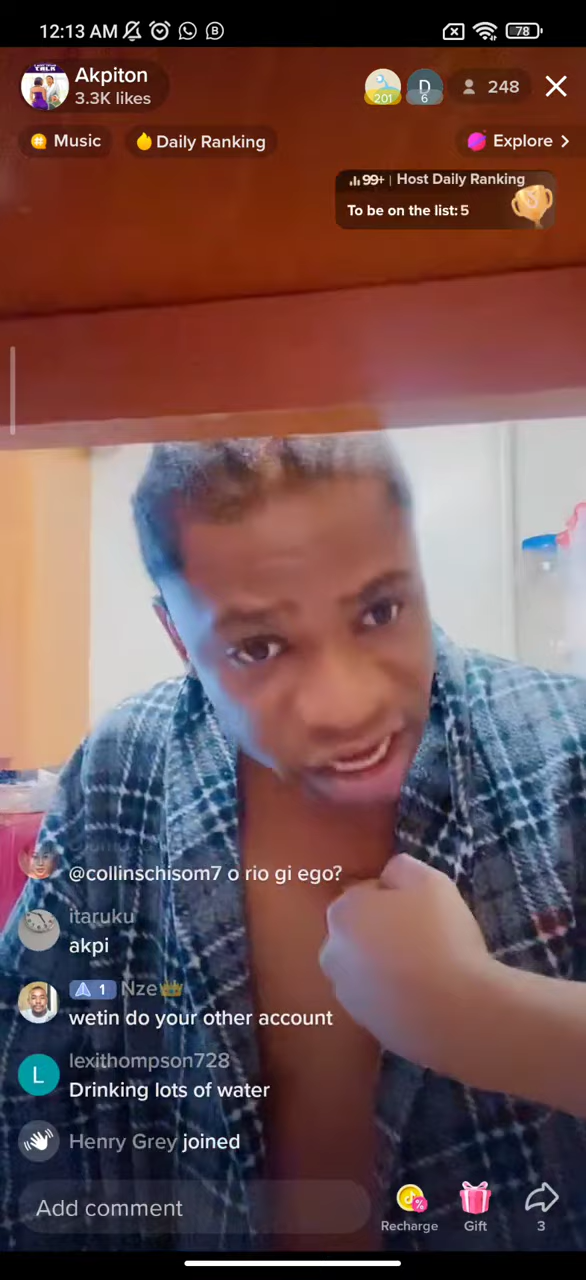 12:13 AM
78
TALK
Akpiton
3.3K likes
201
D
6
248
Music
Daily Ranking
Explore
99+ | Host Daily Ranking
To be on the list: 5
@collinschisom7 o rio gi ego?
itaruku
akpi
1 Nze
wetin do your other account
L
lexithompson728
Drinking lots of water
Henry Grey joined
Add comment
Recharge
Gift
3